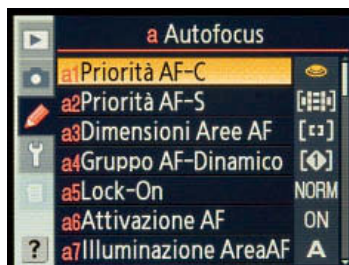 a Autofocus
a1Priorità AF-C
a2Priorità AF-S
a3Dimensioni Aree AF
a4Gruppo AF-Dinamico
a5Lock-On NORM
a6Attivazione AF ON
? a7Illuminazione AreaAF A